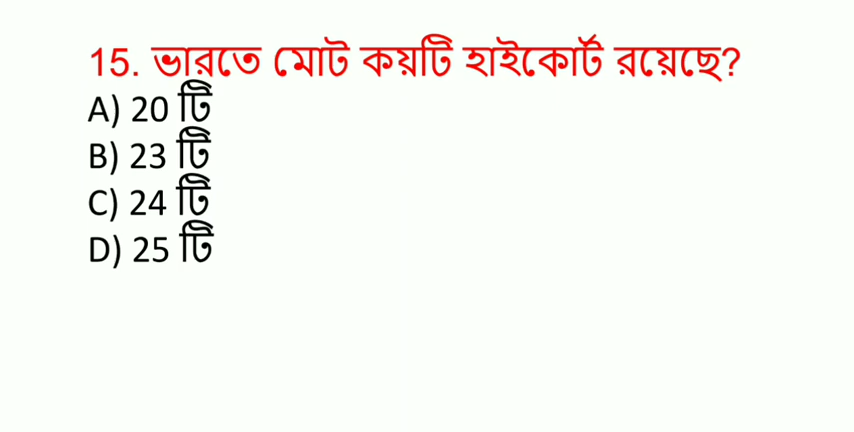 15. ভারতে মোট কয়টি হাইকোর্ট রয়েছে?
A) 20 টি
B) 23 টি
C) 24 টি
D) 25 টি